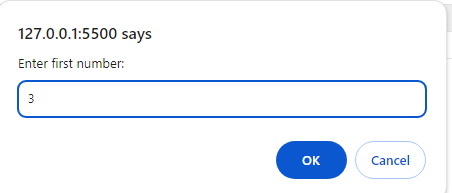 127.0.0.1:5500 says
Enter first number:
3
OK Cancel